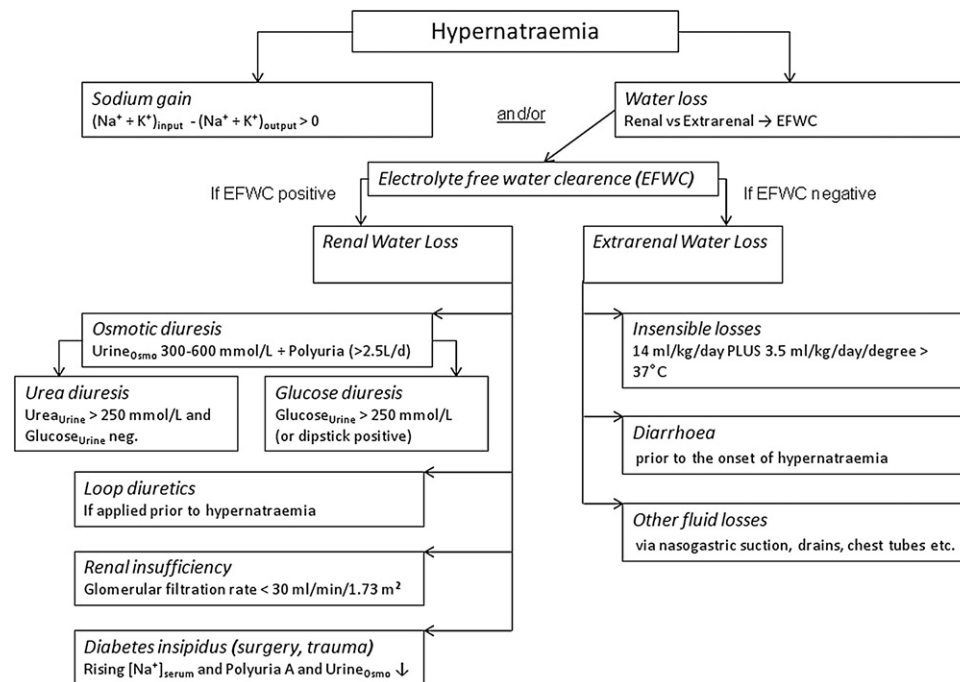 Hypernatraemia
Sodium gain
(Na⁺ + K⁺)input - (Na⁺ + K⁺)output > 0
and/or
Water loss
Renal vs Extrarenal → EFWC
Electrolyte free water clearence (EFWC)
If EFWC positive
If EFWC negative
Renal Water Loss
Extrarenal Water Loss
Osmotic diuresis
UrineOsmo 300-600 mmol/L + Polyuria (>2.5L/d)
Urea diuresis
UreaUrine > 250 mmol/L and
GlucoseUrine neg.
Glucose diuresis
GlucoseUrine > 250 mmol/L
(or dipstick positive)
Loop diuretics
If applied prior to hypernatraemia
Renal insufficiency
Glomerular filtration rate < 30 ml/min/1.73 m²
Diabetes insipidus (surgery, trauma)
Rising [Na⁺]serum and Polyuria A and UrineOsmo ↓
Insensible losses
14 ml/kg/day PLUS 3.5 ml/kg/day/degree >
37°C
Diarrhoea
prior to the onset of hypernatraemia
Other fluid losses
via nasogastric suction, drains, chest tubes etc.